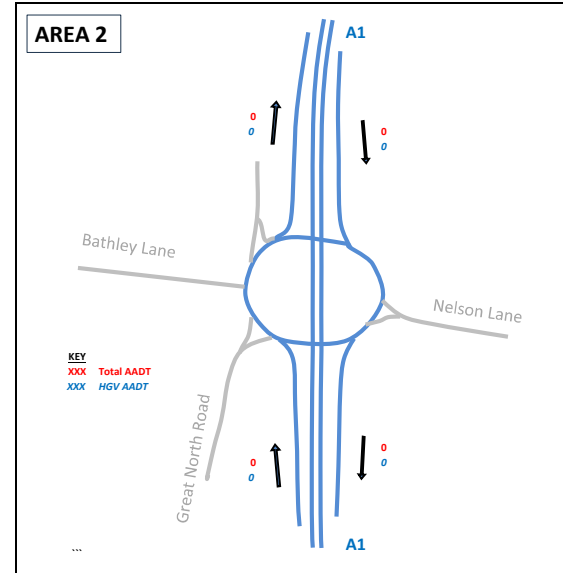 AREA 2
A1
0
0
0
0
Bathley Lane
Nelson Lane
KEY
XXX Total AADT
XXX HGV AADT
Great North Road
0
0
0
0
A1
```